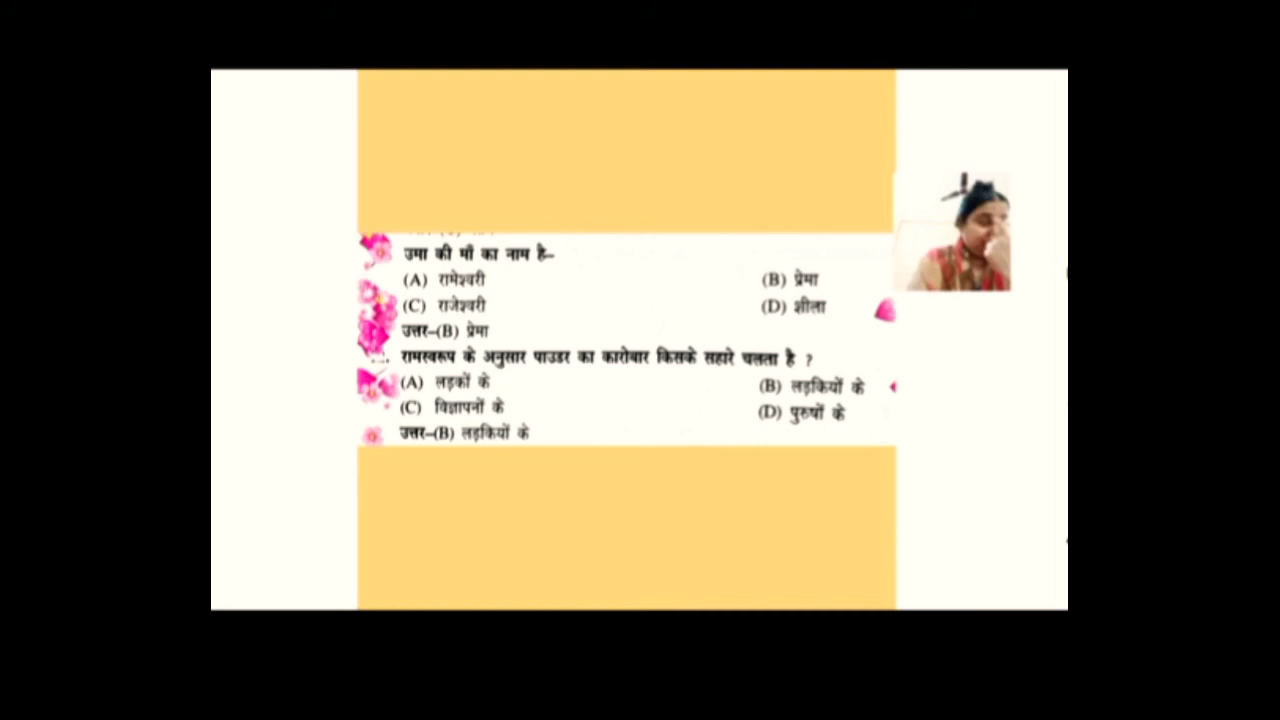 उमा की माँ का नाम है–
(A) रामेश्वरी (B) प्रेमा
(C) राजेश्वरी (D) शीला
उत्तर–(B) प्रेमा
रामस्वरूप के अनुसार पाउडर का कारोबार किसके सहारे चलता है ?
(A) लड़कों के (B) लड़कियों के
(C) विज्ञापनों के (D) पुरुषों के
उत्तर–(B) लड़कियों के